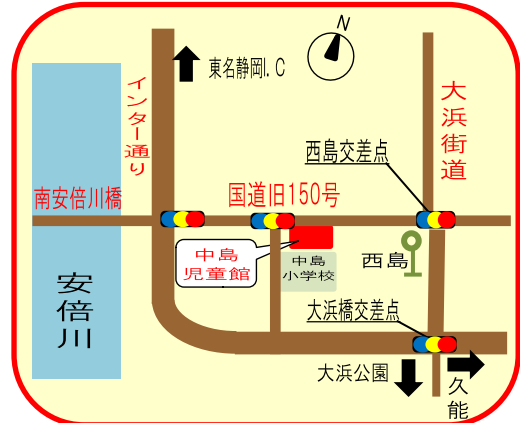 N
東名静岡I.C
インター通り
大浜街道
西島交差点
南安倍川橋
国道旧150号
中島
児童館
中島
小学校
西島
安倍川
大浜橋交差点
大浜公園
久能